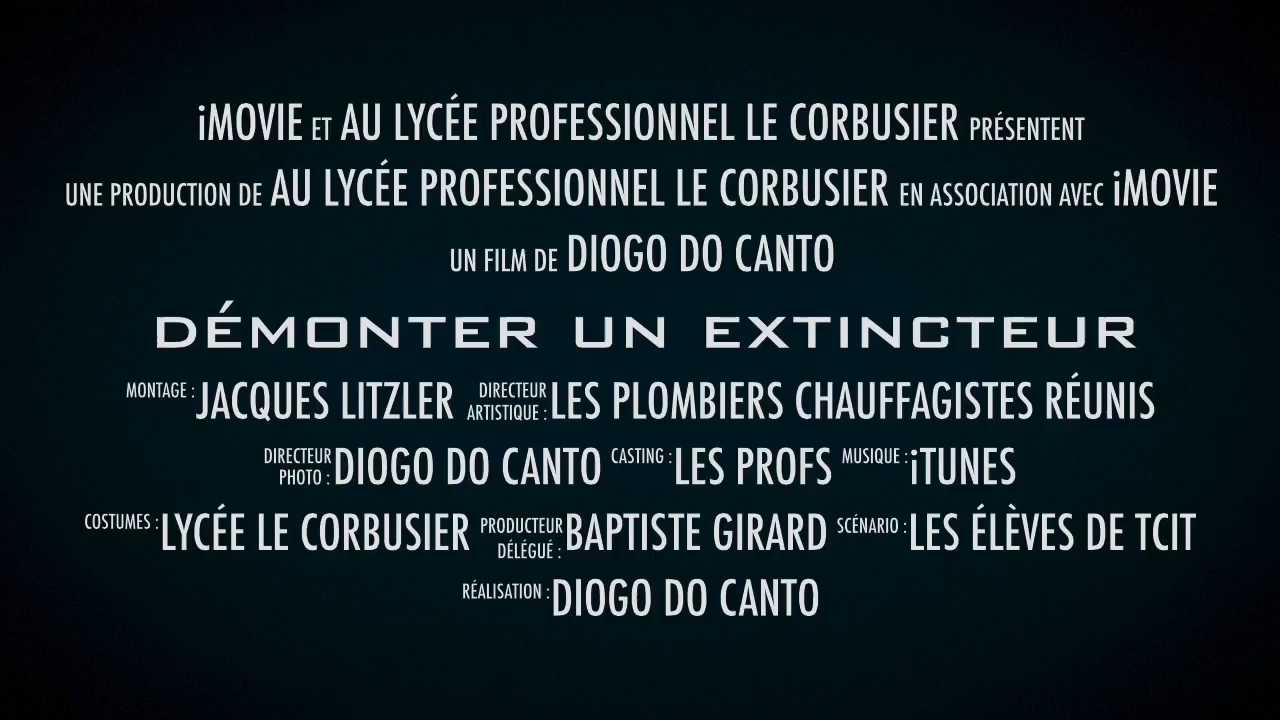 iMOVIE ET AU LYCÉE PROFESSIONNEL LE CORBUSIER PRÉSENTENT
UNE PRODUCTION DE AU LYCÉE PROFESSIONNEL LE CORBUSIER EN ASSOCIATION AVEC iMOVIE
UN FILM DE DIOGO DO CANTO
DÉMONTER UN EXTINCTEUR
MONTAGE : JACQUES LITZLER DIRECTEUR ARTISTIQUE : LES PLOMBIERS CHAUFFAGISTES RÉUNIS
DIRECTEUR PHOTO : DIOGO DO CANTO CASTING : LES PROFS MUSIQUE : iTUNES
COSTUMES : LYCÉE LE CORBUSIER PRODUCTEUR DÉLÉGUÉ : BAPTISTE GIRARD SCÉNARIO : LES ÉLÈVES DE TCIT
RÉALISATION : DIOGO DO CANTO